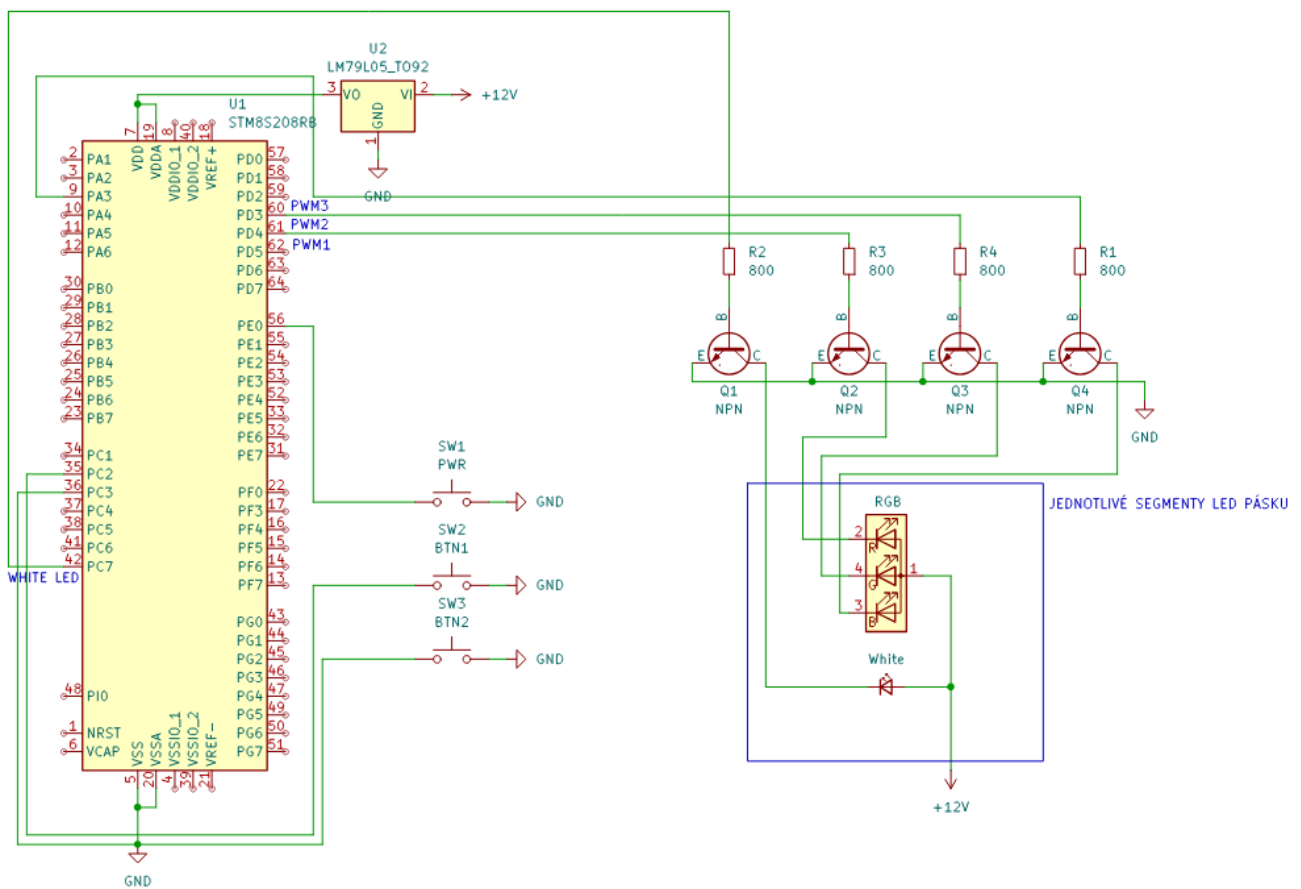 U2
LM79L05_TO92
3
VO
VI
2
+12V
GND
1
GND
U1
STM8S208RB
7
19
8
40
18
VDD
VDDA
VDDIO_1
VDDIO_2
VREF+
2 PA1
3 PA2
9 PA3
10 PA4
11 PA5
12 PA6
30 PB0
29 PB1
28 PB2
27 PB3
26 PB4
25 PB5
24 PB6
23 PB7
34 PC1
35 PC2
36 PC3
37 PC4
38 PC5
41 PC6
42 PC7
WHITE LED
48 PI0
1 NRST
6 VCAP
PD0 57
PD1 58
PD2 59
PD3 60 PWM3
PD4 61 PWM2
PD5 62 PWM1
PD6 63
PD7 64
PE0 56
PE1 55
PE2 54
PE3 53
PE4 52
PE5 33
PE6 32
PE7 31
PF0 22
PF3 17
PF4 16
PF5 15
PF6 14
PF7 13
PG0 43
PG1 44
PG2 45
PG3 46
PG4 47
PG5 49
PG6 50
PG7 51
VSS
VSSA
VSSIO_1
VSSIO_2
VREF-
5
20
4
39
21
GND
SW1
PWR
GND
SW2
BTN1
GND
SW3
BTN2
GND
R2
800
R3
800
R4
800
R1
800
B
E
C
Q1
NPN
B
E
C
Q2
NPN
B
E
C
Q3
NPN
B
E
C
Q4
NPN
GND
JEDNOTLIVÉ SEGMENTY LED PÁSKU
RGB
2
R
4
G
1
3
B
White
+12V